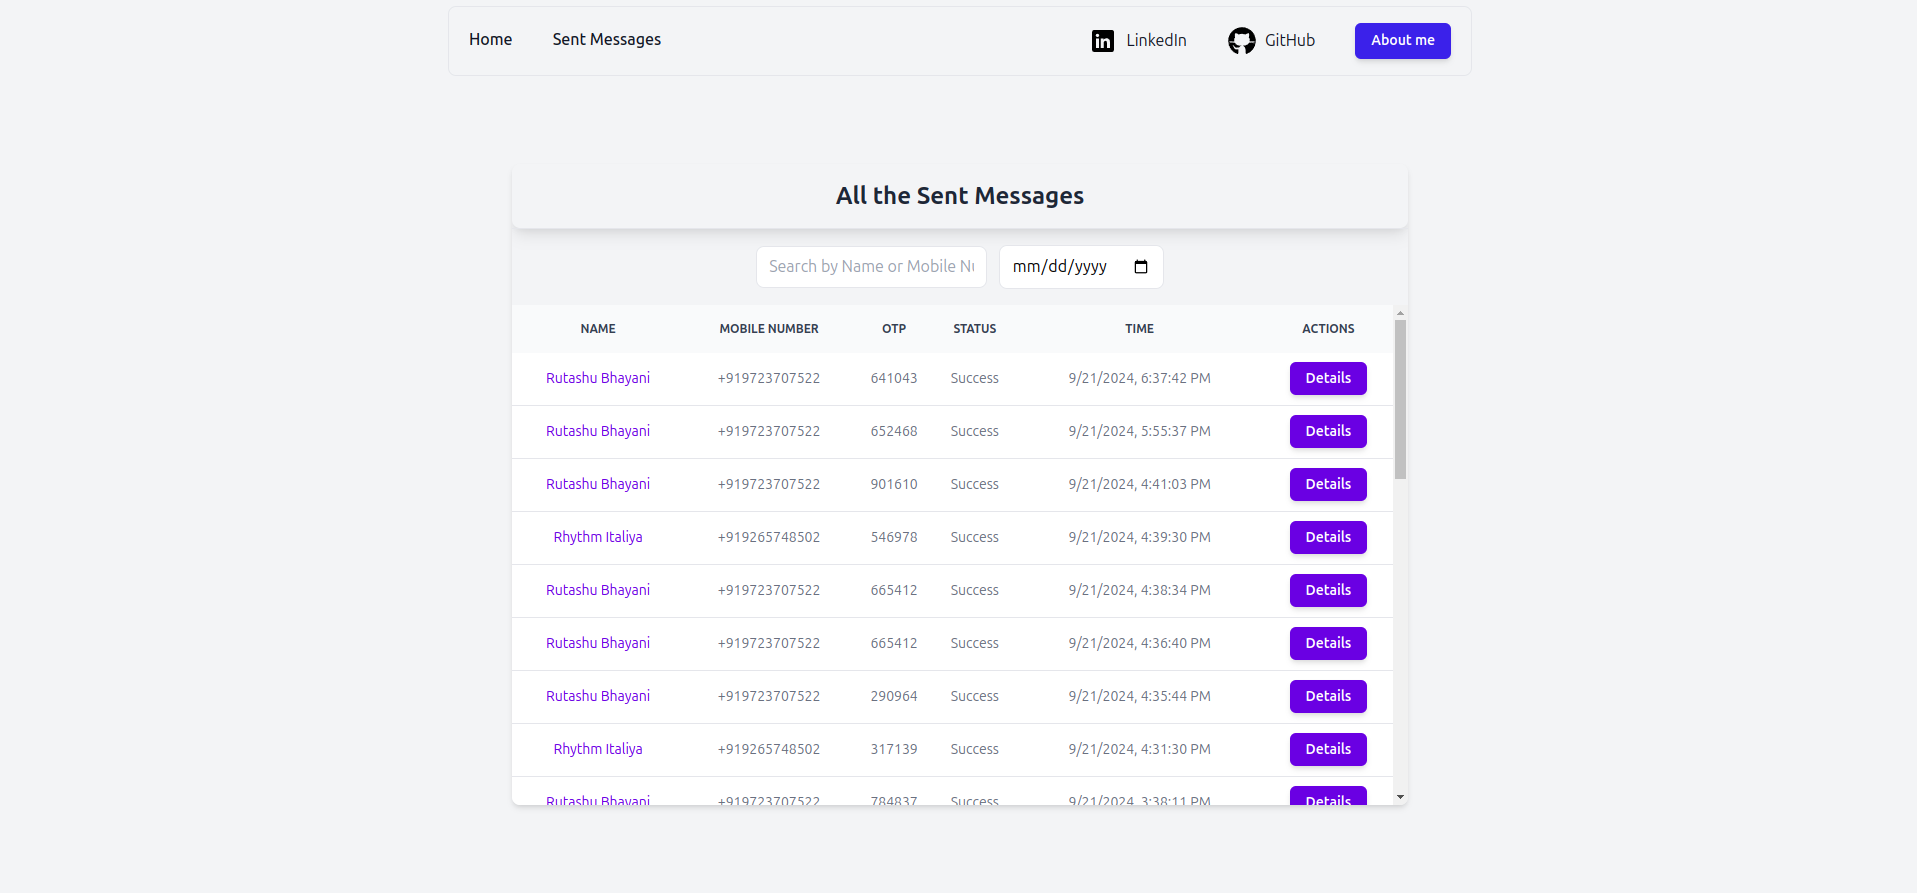 Home Sent Messages LinkedIn GitHub About me
All the Sent Messages
Search by Name or Mobile Nu mm/dd/yyyy
NAME MOBILE NUMBER OTP STATUS TIME ACTIONS
Rutashu Bhayani +919723707522 641043 Success 9/21/2024, 6:37:42 PM Details
Rutashu Bhayani +919723707522 652468 Success 9/21/2024, 5:55:37 PM Details
Rutashu Bhayani +919723707522 901610 Success 9/21/2024, 4:41:03 PM Details
Rhythm Italiya +919265748502 546978 Success 9/21/2024, 4:39:30 PM Details
Rutashu Bhayani +919723707522 665412 Success 9/21/2024, 4:38:34 PM Details
Rutashu Bhayani +919723707522 665412 Success 9/21/2024, 4:36:40 PM Details
Rutashu Bhayani +919723707522 290964 Success 9/21/2024, 4:35:44 PM Details
Rhythm Italiya +919265748502 317139 Success 9/21/2024, 4:31:30 PM Details
Rutashu Bhayani +919723707522 784837 Success 9/21/2024, 3:38:11 PM Details